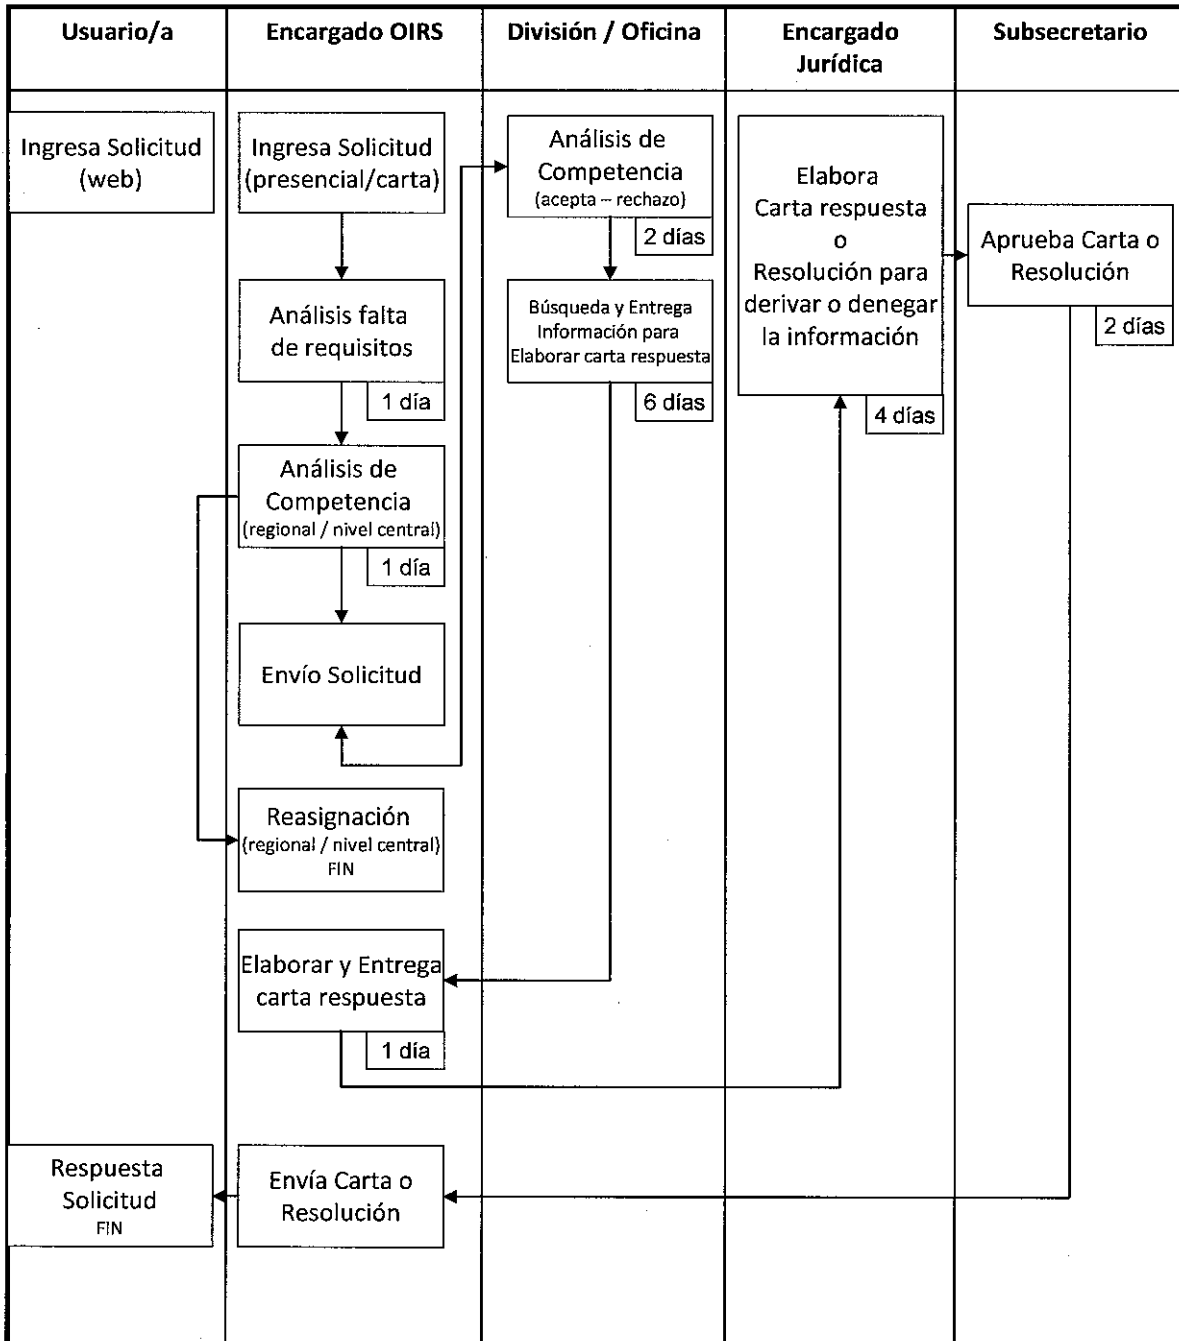 Usuario/a
Encargado OIRS
División / Oficina
Encargado
Jurídica
Subsecretario
Ingresa Solicitud
(web)
Ingresa Solicitud
(presencial/carta)
Análisis falta
de requisitos
1 día
Análisis de
Competencia
(regional / nivel central)
1 día
Envío Solicitud
Reasignación
(regional / nivel central)
FIN
Análisis de
Competencia
(acepta – rechazo)
2 días
Búsqueda y Entrega
Información para
Elaborar carta respuesta
6 días
Elaborar y Entrega
carta respuesta
1 día
Elabora
Carta respuesta
o
Resolución para
derivar o denegar
la información
4 días
Aprueba Carta o
Resolución
2 días
Envía Carta o
Resolución
Respuesta
Solicitud
FIN